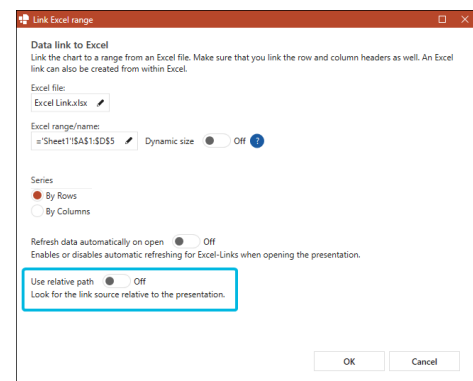 Link Excel range
Data link to Excel
Link the chart to a range from an Excel file. Make sure that you link the row and column headers as well. An Excel
link can also be created from within Excel.
Excel file:
Excel Link.xlsx
Excel range/name:
='Sheet1'!$A$1:$D$5 Dynamic size Off ?
Series
By Rows
By Columns
Refresh data automatically on open Off
Enables or disables automatic refreshing for Excel-Links when opening the presentation.
Use relative path Off
Look for the link source relative to the presentation.
OK Cancel